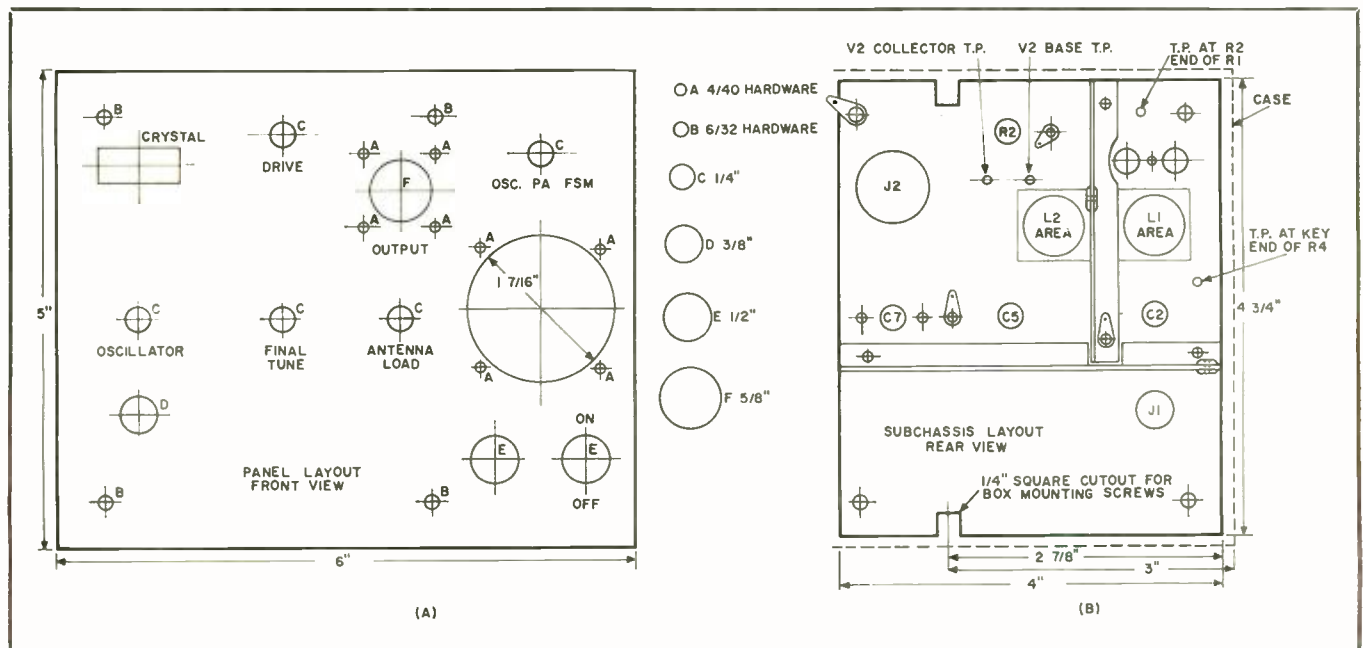 B
CRYSTAL
C
DRIVE
B
A
A
F
A
A
OUTPUT
C
OSC. PA FSM
A
A
1 7/16"
A
A
5"
C
OSCILLATOR
C
FINAL
TUNE
C
ANTENNA
LOAD
D
PANEL LAYOUT
FRONT VIEW
B
B
ON
E
E
OFF
6"
(A)
A 4/40 HARDWARE
B 6/32 HARDWARE
C 1/4"
D 3/8"
E 1/2"
F 5/8"
V2 COLLECTOR T.P.
V2 BASE T.P.
T.P. AT R2
END OF R1
CASE
R2
J2
L2
AREA
L1
AREA
T.P. AT KEY
END OF R4
4 3/4"
C7
C5
C2
J1
SUBCHASSIS LAYOUT
REAR VIEW
1/4" SQUARE CUTOUT FOR
BOX MOUNTING SCREWS
2 7/8"
3"
4"
(B)